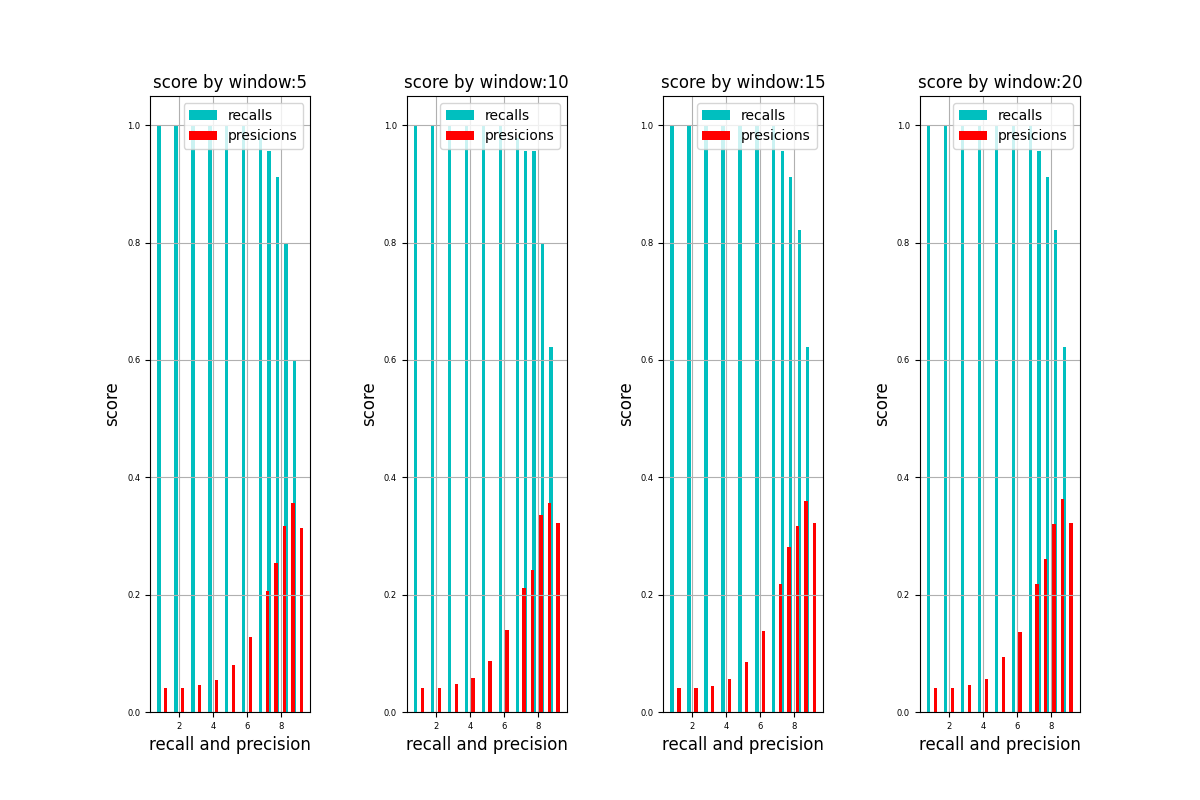 score by window:5
recalls
presicions
1.0
0.8
0.6
0.4
0.2
0.0
score
2 4 6 8
recall and precision
score by window:10
recalls
presicions
1.0
0.8
0.6
0.4
0.2
0.0
score
2 4 6 8
recall and precision
score by window:15
recalls
presicions
1.0
0.8
0.6
0.4
0.2
0.0
score
2 4 6 8
recall and precision
score by window:20
recalls
presicions
1.0
0.8
0.6
0.4
0.2
0.0
score
2 4 6 8
recall and precision